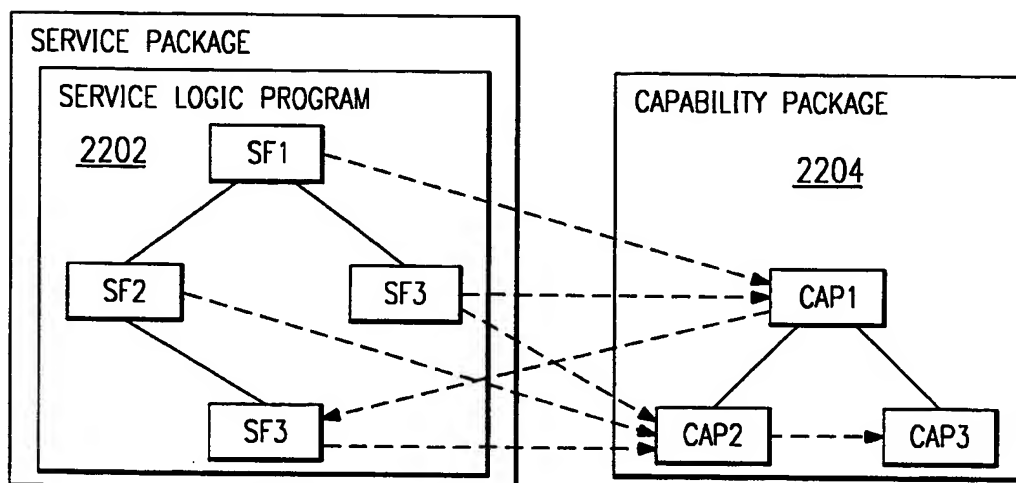 SERVICE PACKAGE
SERVICE LOGIC PROGRAM
2202
SF1
SF2
SF3
SF3
CAPABILITY PACKAGE
2204
CAP1
CAP2
CAP3